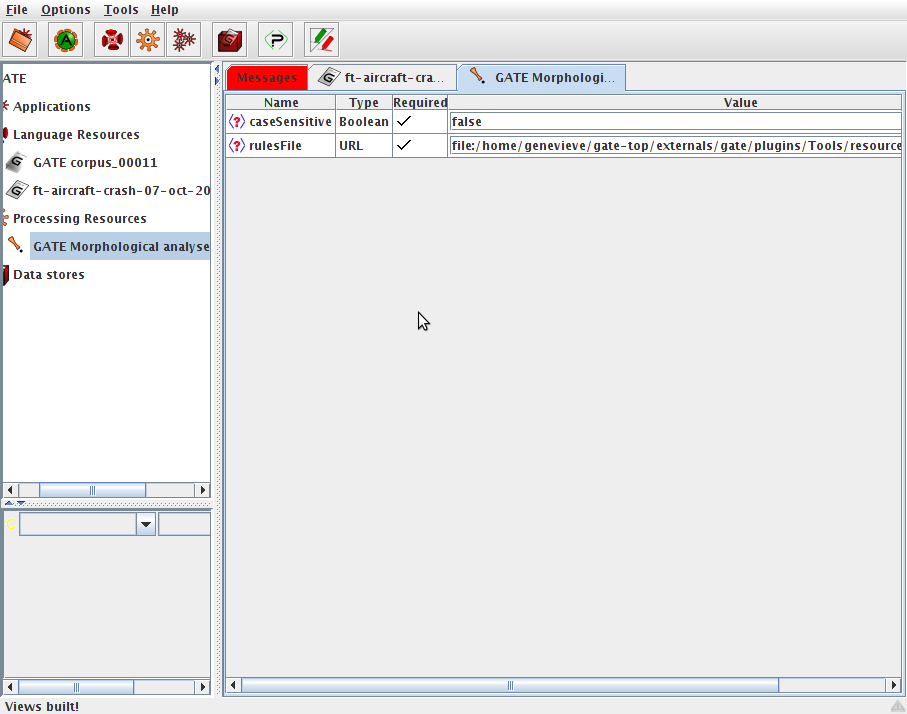 File Options Tools Help
ATE
Applications
Language Resources
GATE corpus_00011
ft-aircraft-crash-07-oct-20
Processing Resources
GATE Morphological analyse
Data stores
Messages ft-aircraft-cra... GATE Morphologi...
Name Type Required Value
caseSensitive Boolean false
rulesFile URL file:/home/genevieve/gate-top/externals/gate/plugins/Tools/resource
Views built!